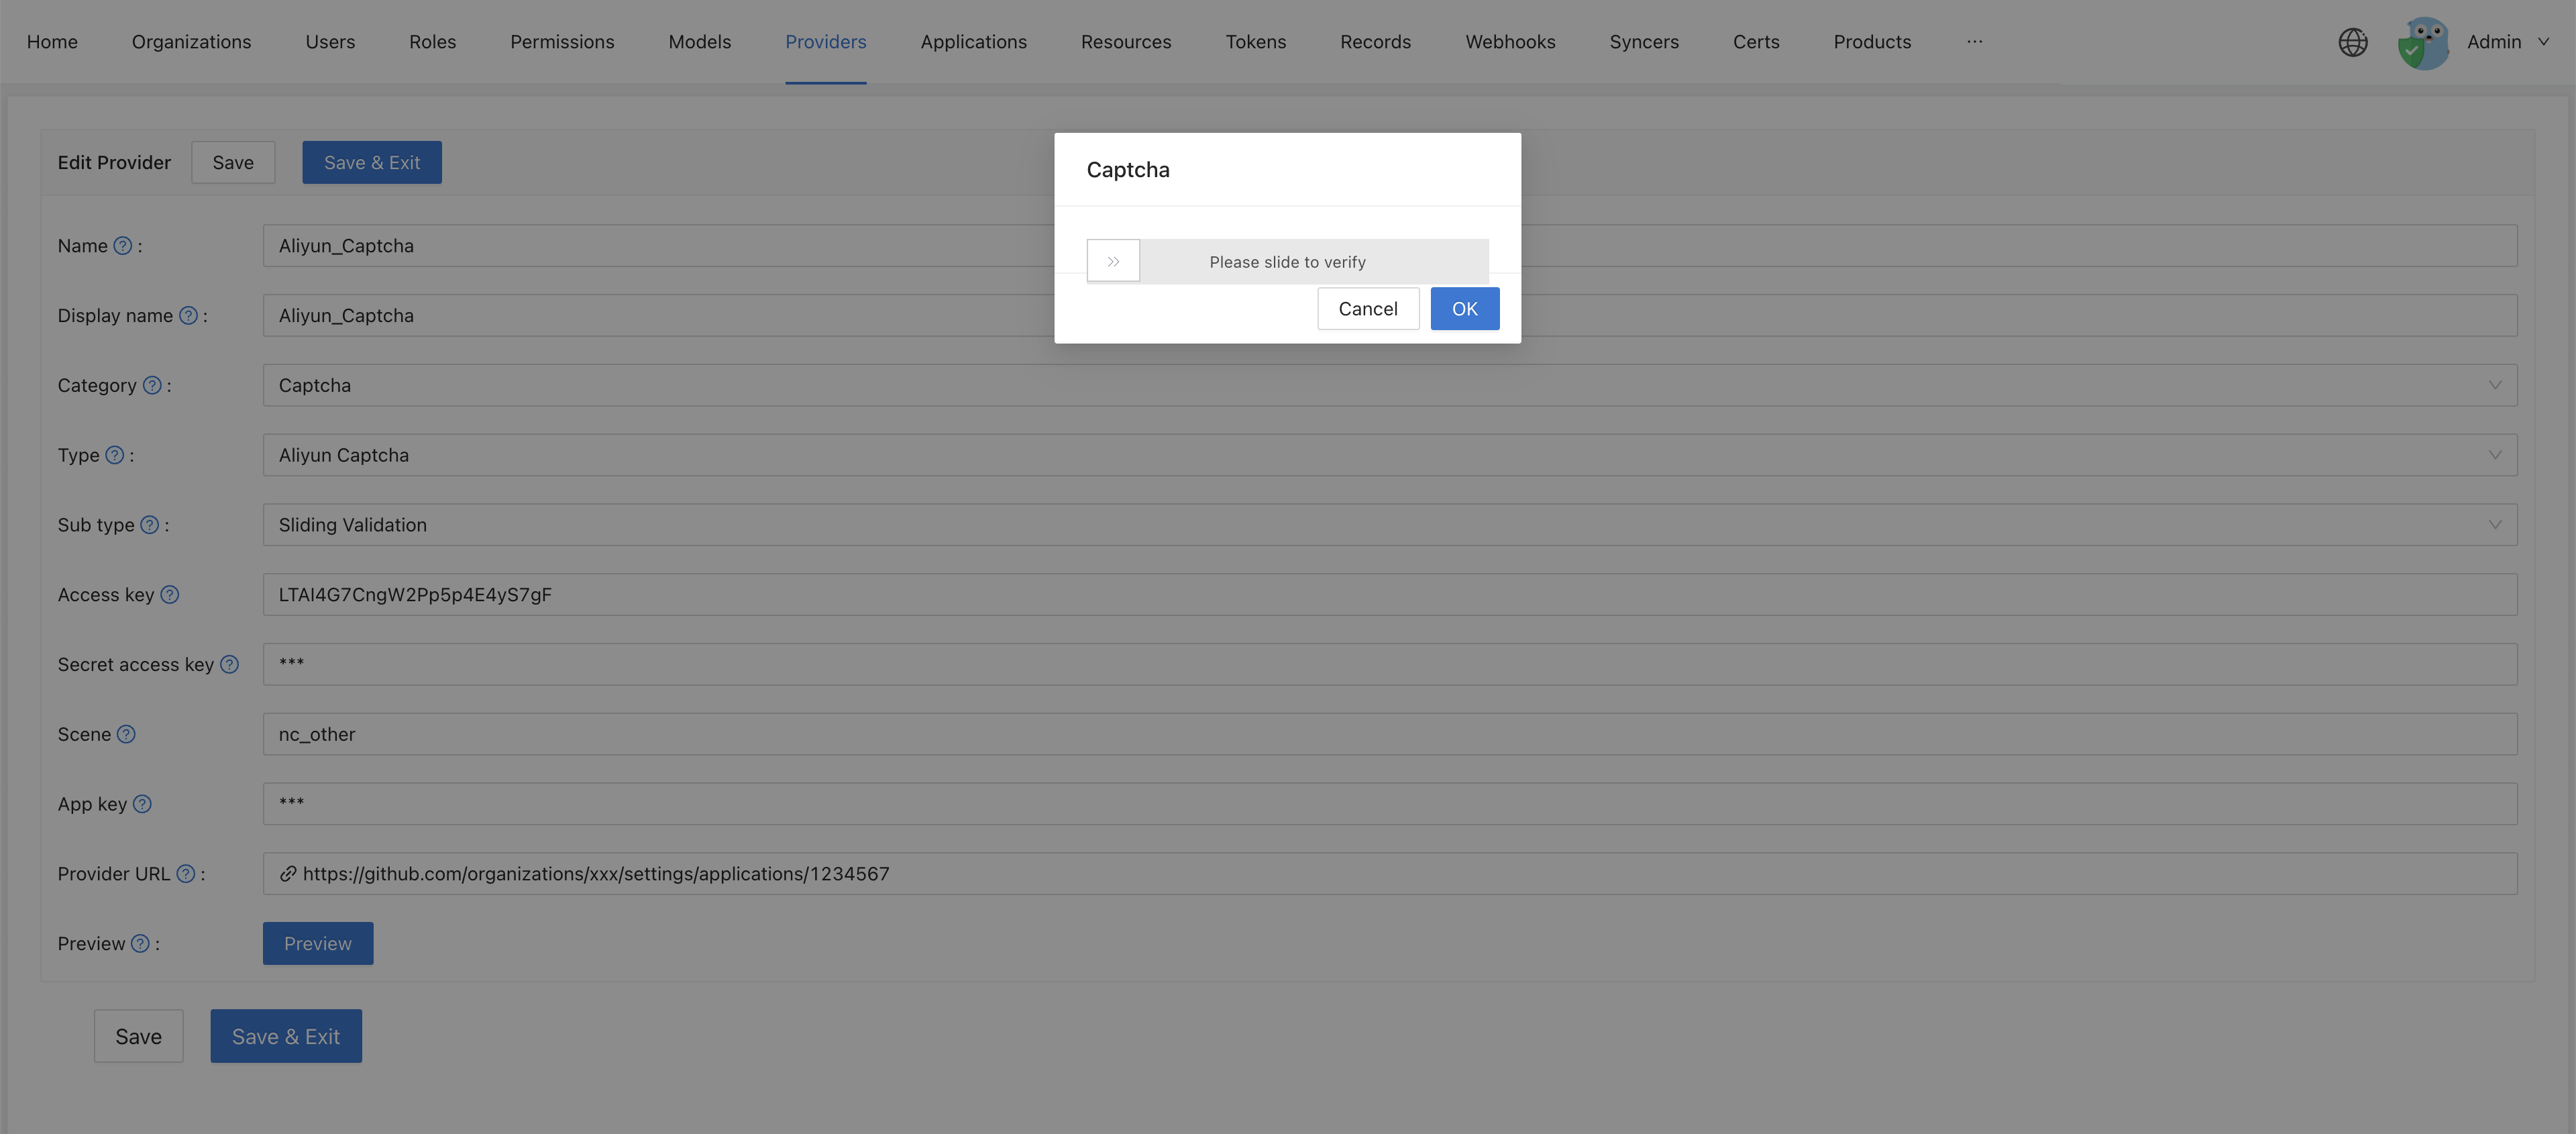 Home Organizations Users Roles Permissions Models Providers Applications Resources Tokens Records Webhooks Syncers Certs Products ··· Admin
Edit Provider Save Save & Exit
Captcha
Please slide to verify
Cancel OK
Name : Aliyun_Captcha
Display name : Aliyun_Captcha
Category : Captcha
Type : Aliyun Captcha
Sub type : Sliding Validation
Access key LTAI4G7CngW2Pp5p4E4yS7gF
Secret access key ***
Scene nc_other
App key ***
Provider URL : https://github.com/organizations/xxx/settings/applications/1234567
Preview : Preview
Save Save & Exit